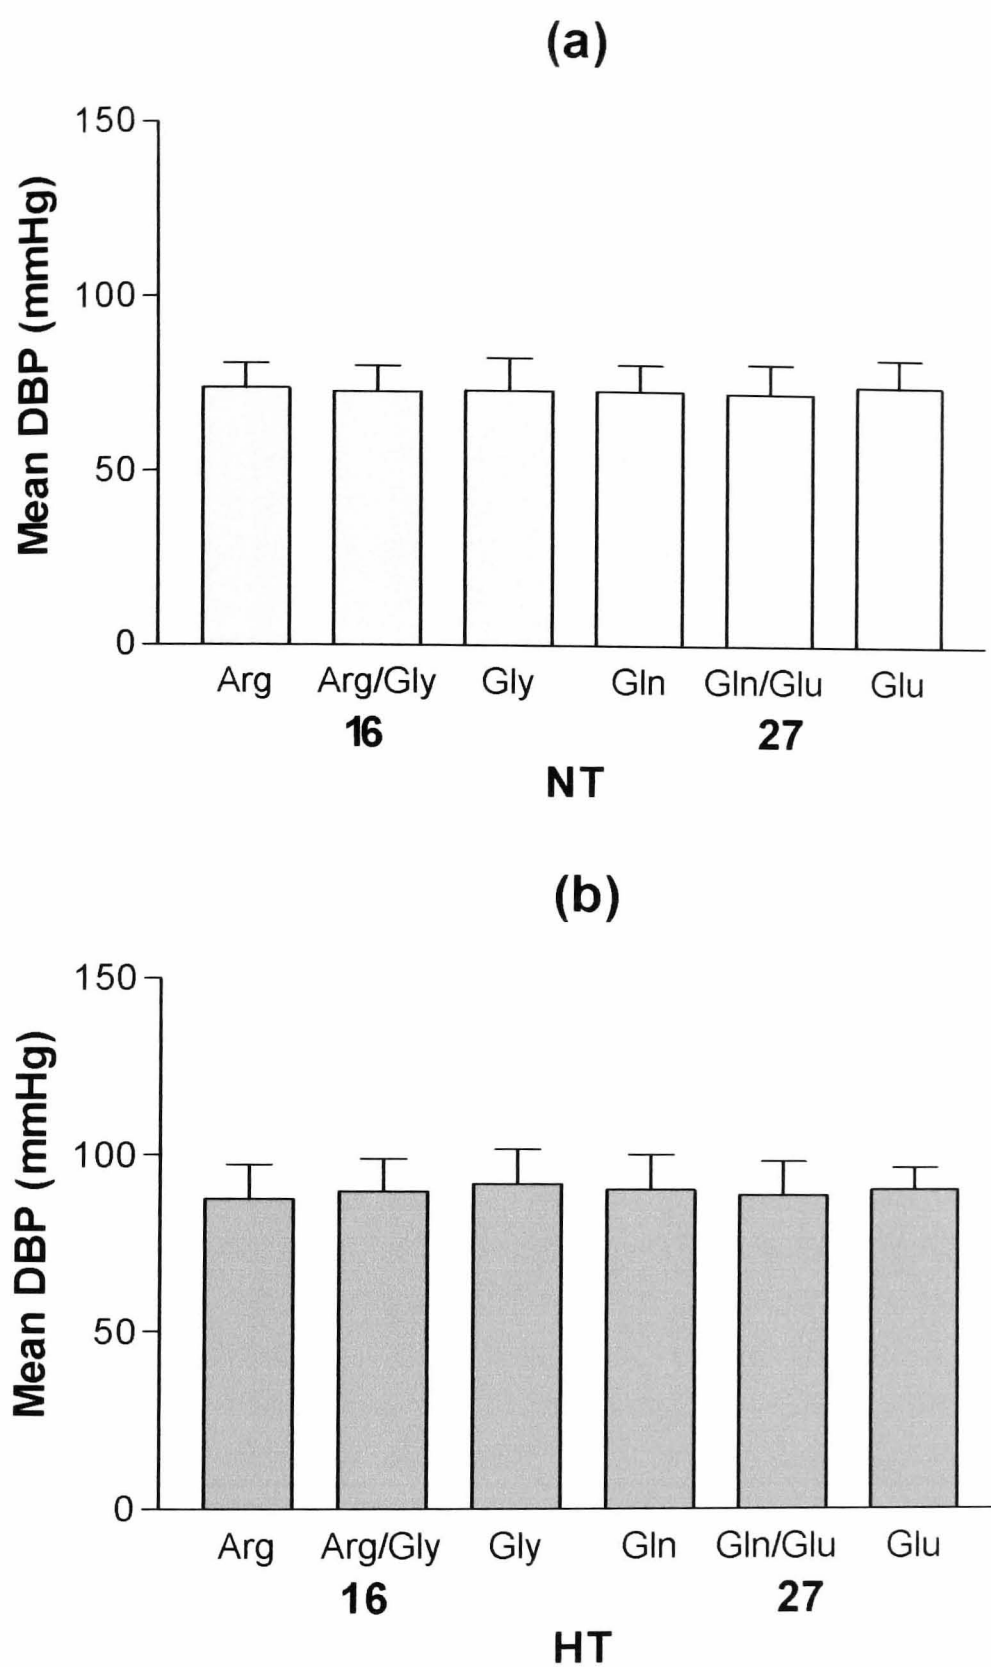 (a)
Mean DBP (mmHg)
150
100
50
0
Arg Arg/Gly Gly Gln Gln/Glu Glu
16 27
NT
(b)
Mean DBP (mmHg)
150
100
50
0
Arg Arg/Gly Gly Gln Gln/Glu Glu
16 27
HT